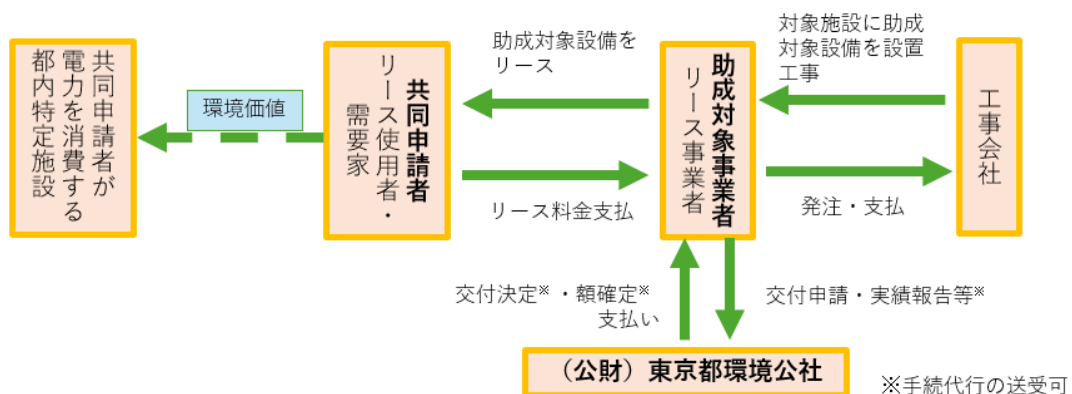 共同申請者が
電力を消費する
都内特定施設
環境価値
共同申請者
リース使用者・
需要家
助成対象設備を
リース
リース料金支払
助成対象事業者
リース事業者
対象施設に助成
対象設備を設置
工事
発注・支払
工事会社
交付決定※・額確定※
支払い
交付申請・実績報告等※
（公財）東京都環境公社
※手続代行の送受可